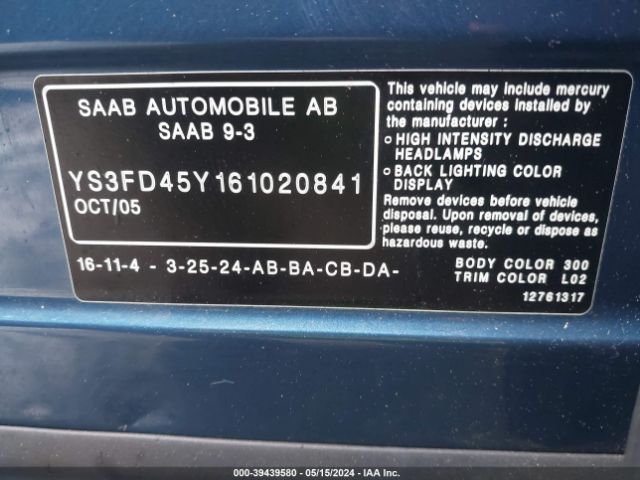 SAAB AUTOMOBILE AB
SAAB 9-3
YS3FD45Y161020841
OCT/05
16-11-4 - 3-25-24-AB-BA-CB-DA-
This vehicle may include mercury
containing devices installed by
the manufacturer :
o HIGH INTENSITY DISCHARGE
HEADLAMPS
o BACK LIGHTING COLOR
DISPLAY
Remove devices before vehicle
disposal. Upon removal of devices,
please reuse, recycle or dispose as
hazardous waste.
BODY COLOR 300
TRIM COLOR L02
12761317
000-39439580 - 05/15/2024 - IAA Inc.